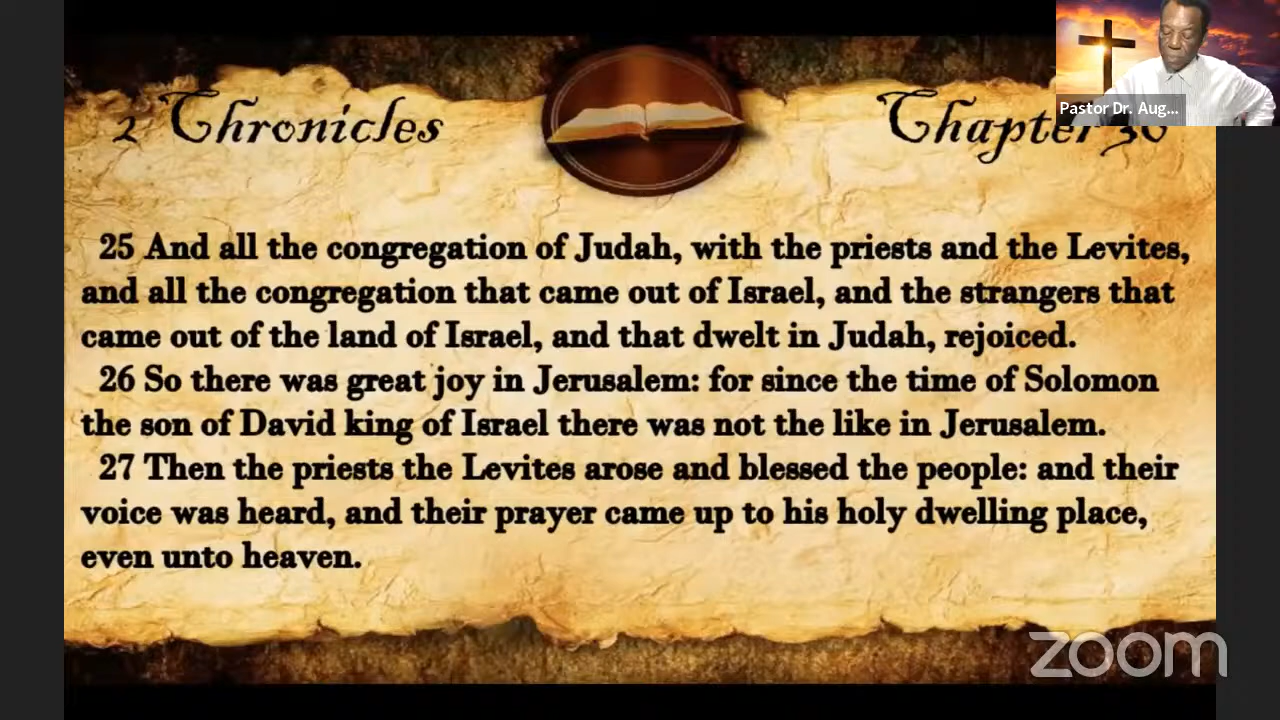 2 Chronicles
Chapter 30
Pastor Dr. Aug...
25 And all the congregation of Judah, with the priests and the Levites,
and all the congregation that came out of Israel, and the strangers that
came out of the land of Israel, and that dwelt in Judah, rejoiced.
26 So there was great joy in Jerusalem: for since the time of Solomon
the son of David king of Israel there was not the like in Jerusalem.
27 Then the priests the Levites arose and blessed the people: and their
voice was heard, and their prayer came up to his holy dwelling place,
even unto heaven.
zoom